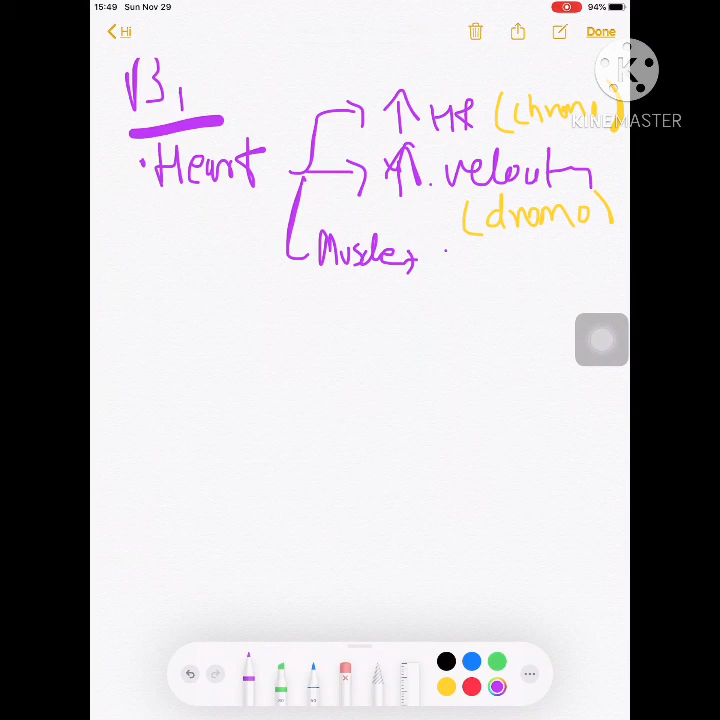 15:49 Sun Nov 29
94%
Hi
Done
KINEMASTER
β1
↑ HR (chrono)
· Heart
↑ . velocity
(dromo)
Muscle →